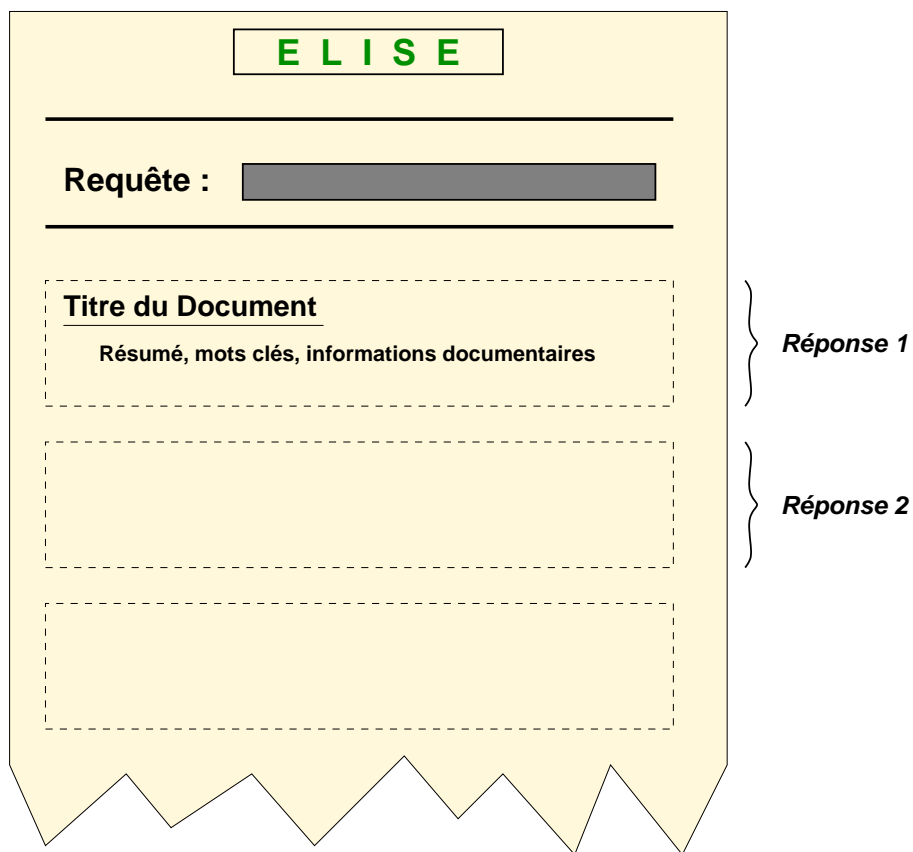 E L I S E
Requête :
Titre du Document
Résumé, mots clés, informations documentaires
Réponse 1
Réponse 2